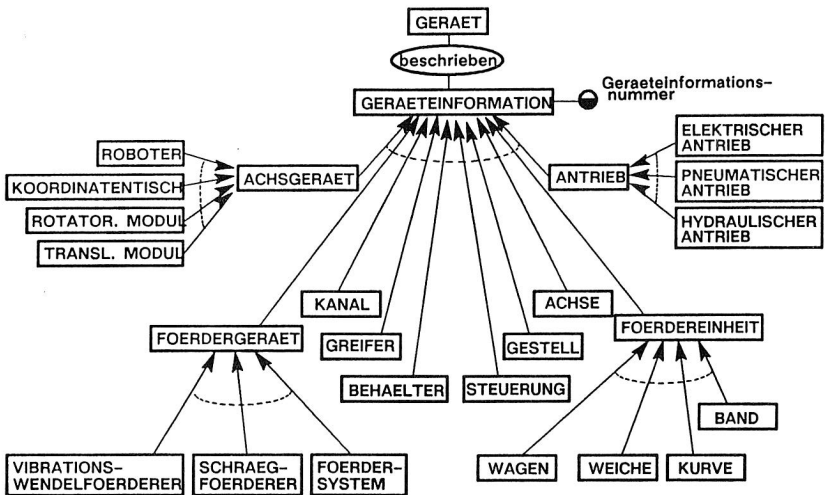 GERAET
beschrieben
Geraeteinformations-
nummer
GERAETEINFORMATION
ROBOTER
KOORDINATENTISCH
ROTATOR. MODUL
TRANSL. MODUL
ACHSGERAET
ANTRIEB
ELEKTRISCHER
ANTRIEB
PNEUMATISCHER
ANTRIEB
HYDRAULISCHER
ANTRIEB
KANAL
ACHSE
FOERDERGERAET
GREIFER
GESTELL
FOERDEREINHEIT
BEHAELTER
STEUERUNG
BAND
VIBRATIONS-
WENDELFOERDERER
SCHRAEG-
FOERDERER
FOERDER-
SYSTEM
WAGEN
WEICHE
KURVE